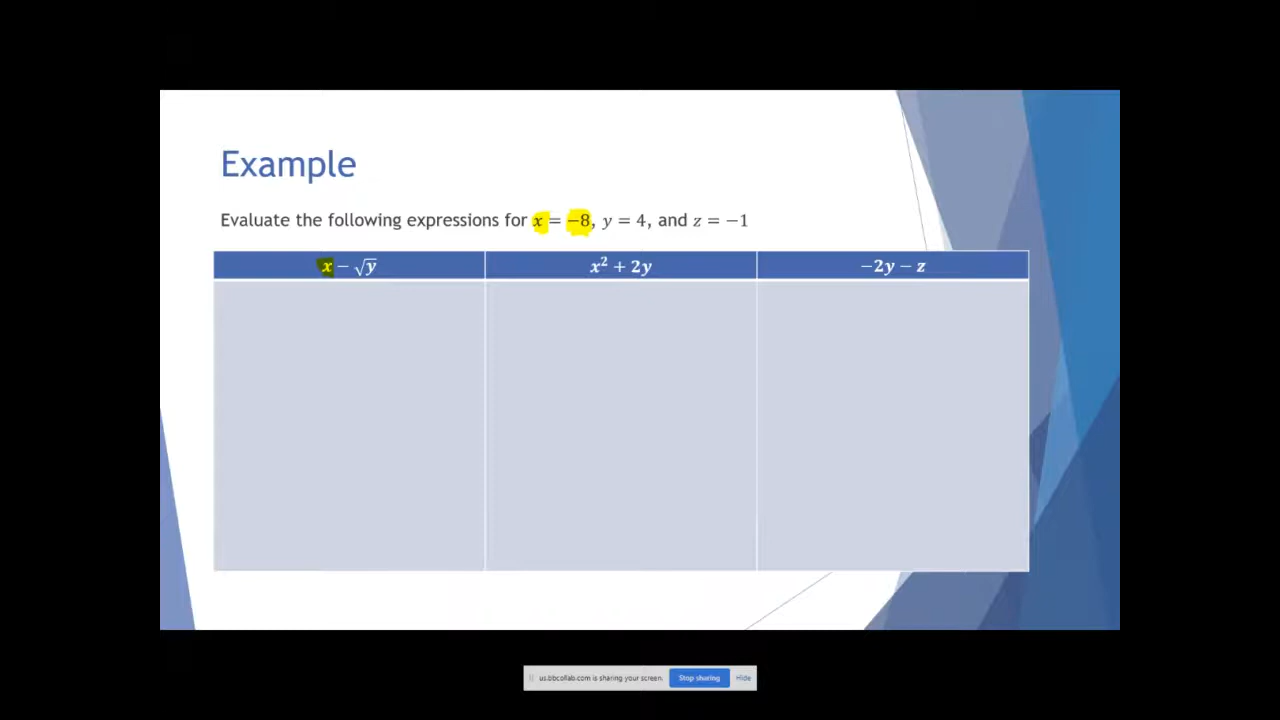 Example
Evaluate the following expressions for x = −8, y = 4, and z = −1
x − √y
x² + 2y
−2y − z
us.bbcollab.com is sharing your screen.
Stop sharing
Hide